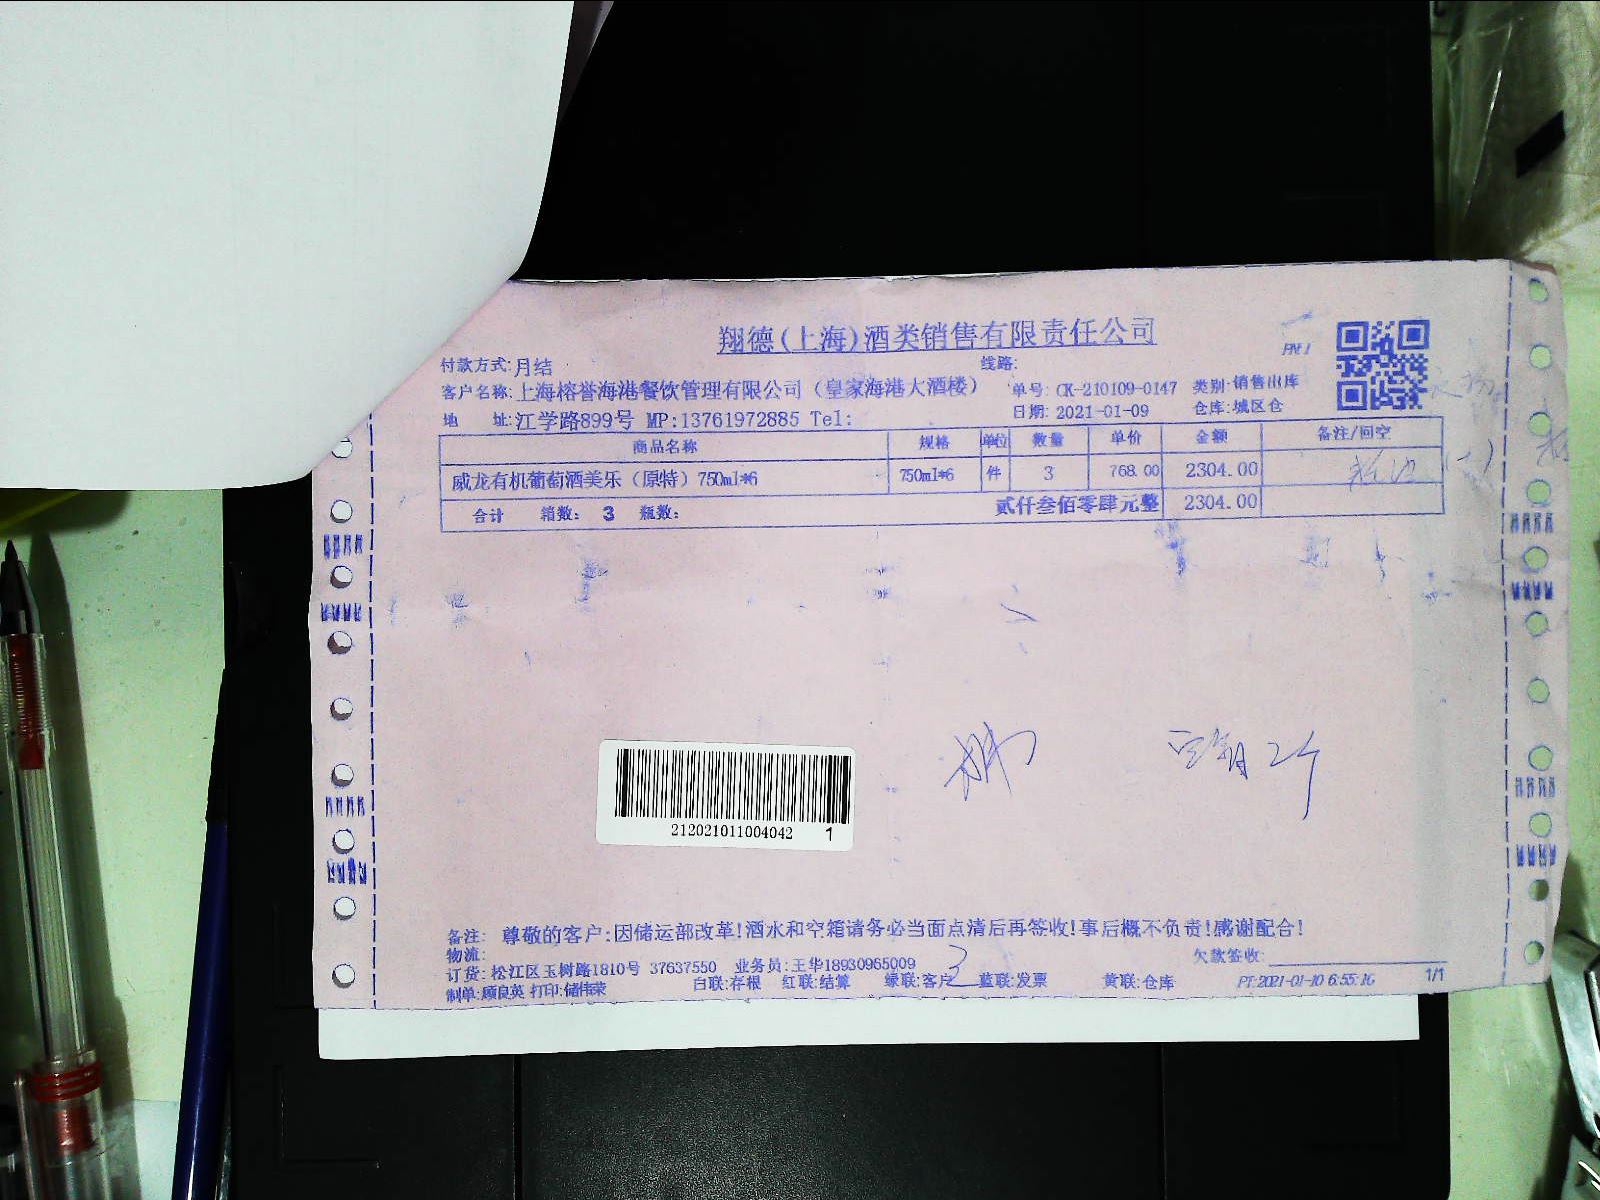 翔德(上海)酒类销售有限责任公司
付款方式:月结 线路:
客户名称:上海榕誉海港餐饮管理有限公司（皇家海港大酒楼） 单号: CK-210109-0147 类别:销售出库
地 址:江学路899号 MP:13761972885 Tel: 日期: 2021-01-09 仓库:城区仓
商品名称 规格 单位 数量 单价 金额 备注/回空
威龙有机葡萄酒美乐（原特）750ml*6 750ml*6 件 3 768.00 2304.00
合计 箱数: 3 瓶数: 贰仟叁佰零肆元整 2304.00
212021011004042 1
备注: 尊敬的客户:因储运部改革!酒水和空箱请务必当面点清后再签收!事后概不负责!感谢配合!
物流: 欠款签收:
订货: 松江区玉树路1810号 37637550 业务员:王华18930965009
制单:顾良英 打印:储伟荣 白联:存根 红联:结算 绿联:客户 蓝联:发票 黄联:仓库 PT:2021-01-10 6:55:16 1/1